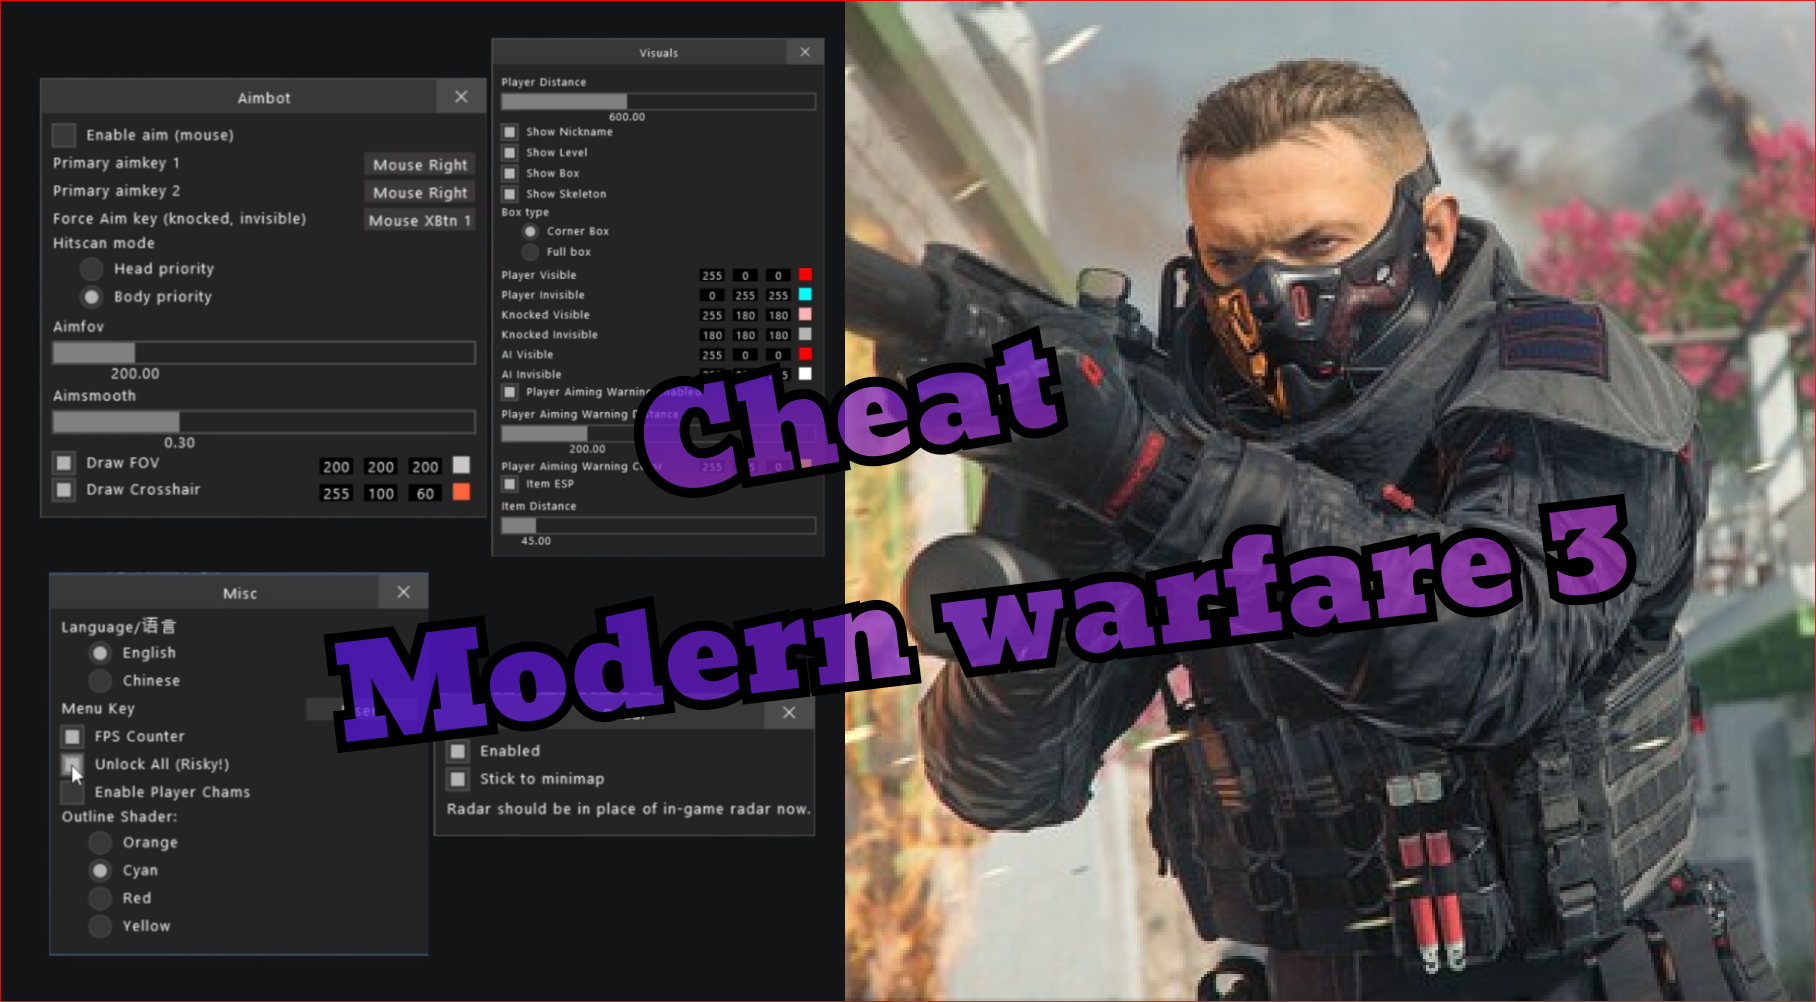 Aimbot
Enable aim (mouse)
Primary aimkey 1 Mouse Right
Primary aimkey 2 Mouse Right
Force Aim key (knocked, invisible) Mouse XBtn 1
Hitscan mode
Head priority
Body priority
Aimfov
200.00
Aimsmooth
0.30
Draw FOV 200 200 200
Draw Crosshair 255 100 60
Visuals
Player Distance
600.00
Show Nickname
Show Level
Show Box
Show Skeleton
Box type
Corner Box
Full box
Player Visible 255 0 0
Player Invisible 0 255 255
Knocked Visible 255 180 180
Knocked Invisible 180 180 180
AI Visible 255 0 0
AI Invisible
Player Aiming Warning Enabled
Player Aiming Warning Distance
200.00
Player Aiming Warning Color 255 0
Item ESP
Item Distance
45.00
Cheat
Modern warfare 3
Misc
Language/语言
English
Chinese
Menu Key
FPS Counter
Unlock All (Risky!)
Enable Player Chams
Outline Shader:
Orange
Cyan
Red
Yellow
Enabled
Stick to minimap
Radar should be in place of in-game radar now.